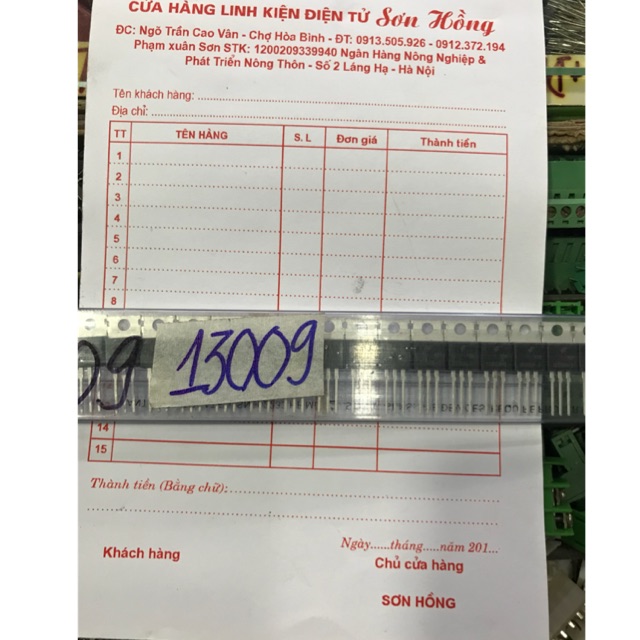 CỬA HÀNG LINH KIỆN ĐIỆN TỬ Sơn Hồng
ĐC: Ngõ Trần Cao Vân - Chợ Hòa Bình - ĐT: 0913.505.926 - 0912.372.194
Phạm xuân Sơn STK: 1200209339940 Ngân Hàng Nông Nghiệp &
Phát Triển Nông Thôn - Số 2 Láng Hạ - Hà Nội
Tên khách hàng:
Địa chỉ:
TT TÊN HÀNG S. L Đơn giá Thành tiền
1
2
3
4
5
6
7
8
09 13009
14
15
Thành tiền (Bằng chữ):
Ngày......tháng.....năm 201...
Khách hàng Chủ cửa hàng
SƠN HỒNG